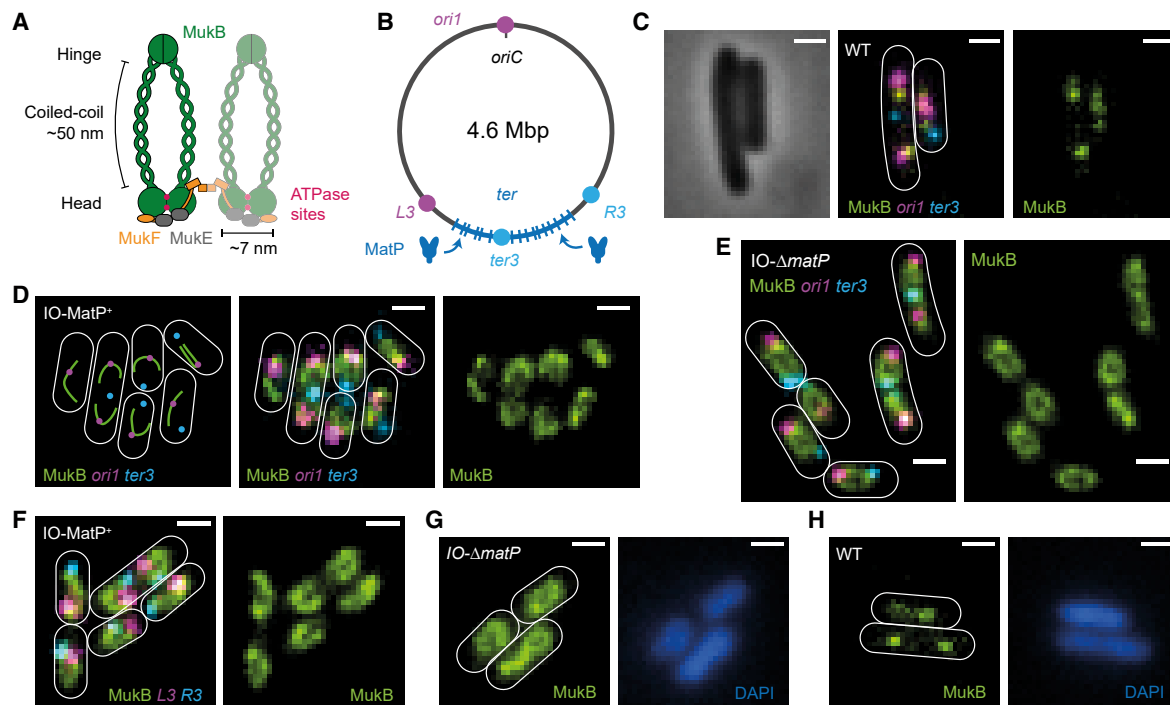 A
MukB
Hinge
Coiled-coil
~50 nm
Head
ATPase
sites
MukF
MukE
~7 nm
B
ori1
oriC
4.6 Mbp
L3
ter
R3
MatP
ter3
C
WT
MukB ori1 ter3
MukB
D
IO-MatP⁺
MukB ori1 ter3
MukB ori1 ter3
MukB
E
IO-ΔmatP
MukB ori1 ter3
MukB
F
IO-MatP⁺
MukB L3 R3
MukB
G
IO-ΔmatP
MukB
DAPI
H
WT
MukB
DAPI